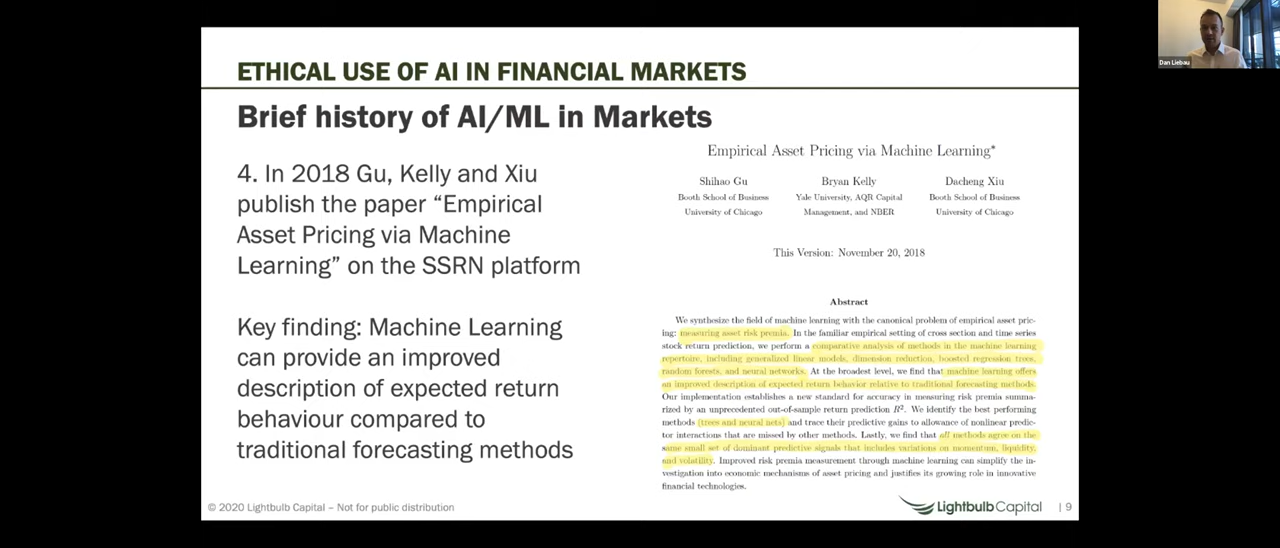 ETHICAL USE OF AI IN FINANCIAL MARKETS
Brief history of AI/ML in Markets
4. In 2018 Gu, Kelly and Xiu
publish the paper “Empirical
Asset Pricing via Machine
Learning” on the SSRN platform
Key finding: Machine Learning
can provide an improved
description of expected return
behaviour compared to
traditional forecasting methods
Empirical Asset Pricing via Machine Learning*
Shihao Gu
Booth School of Business
University of Chicago
Bryan Kelly
Yale University, AQR Capital
Management, and NBER
Dacheng Xiu
Booth School of Business
University of Chicago
This Version: November 20, 2018
Abstract
We synthesize the field of machine learning with the canonical problem of empirical asset pric-
ing: measuring asset risk premia. In the familiar empirical setting of cross section and time series
stock return prediction, we perform a comparative analysis of methods in the machine learning
repertoire, including generalized linear models, dimension reduction, boosted regression trees,
random forests, and neural networks. At the broadest level, we find that machine learning offers
an improved description of expected return behavior relative to traditional forecasting methods.
Our implementation establishes a new standard for accuracy in measuring risk premia summa-
rized by an unprecedented out-of-sample return prediction R². We identify the best performing
methods (trees and neural nets) and trace their predictive gains to allowance of nonlinear predic-
tor interactions that are missed by other methods. Lastly, we find that all methods agree on the
same small set of dominant predictive signals that includes variations on momentum, liquidity,
and volatility. Improved risk premia measurement through machine learning can simplify the in-
vestigation into economic mechanisms of asset pricing and justifies its growing role in innovative
financial technologies.
© 2020 Lightbulb Capital – Not for public distribution
LightbulbCapital
| 9
Dan Liebau